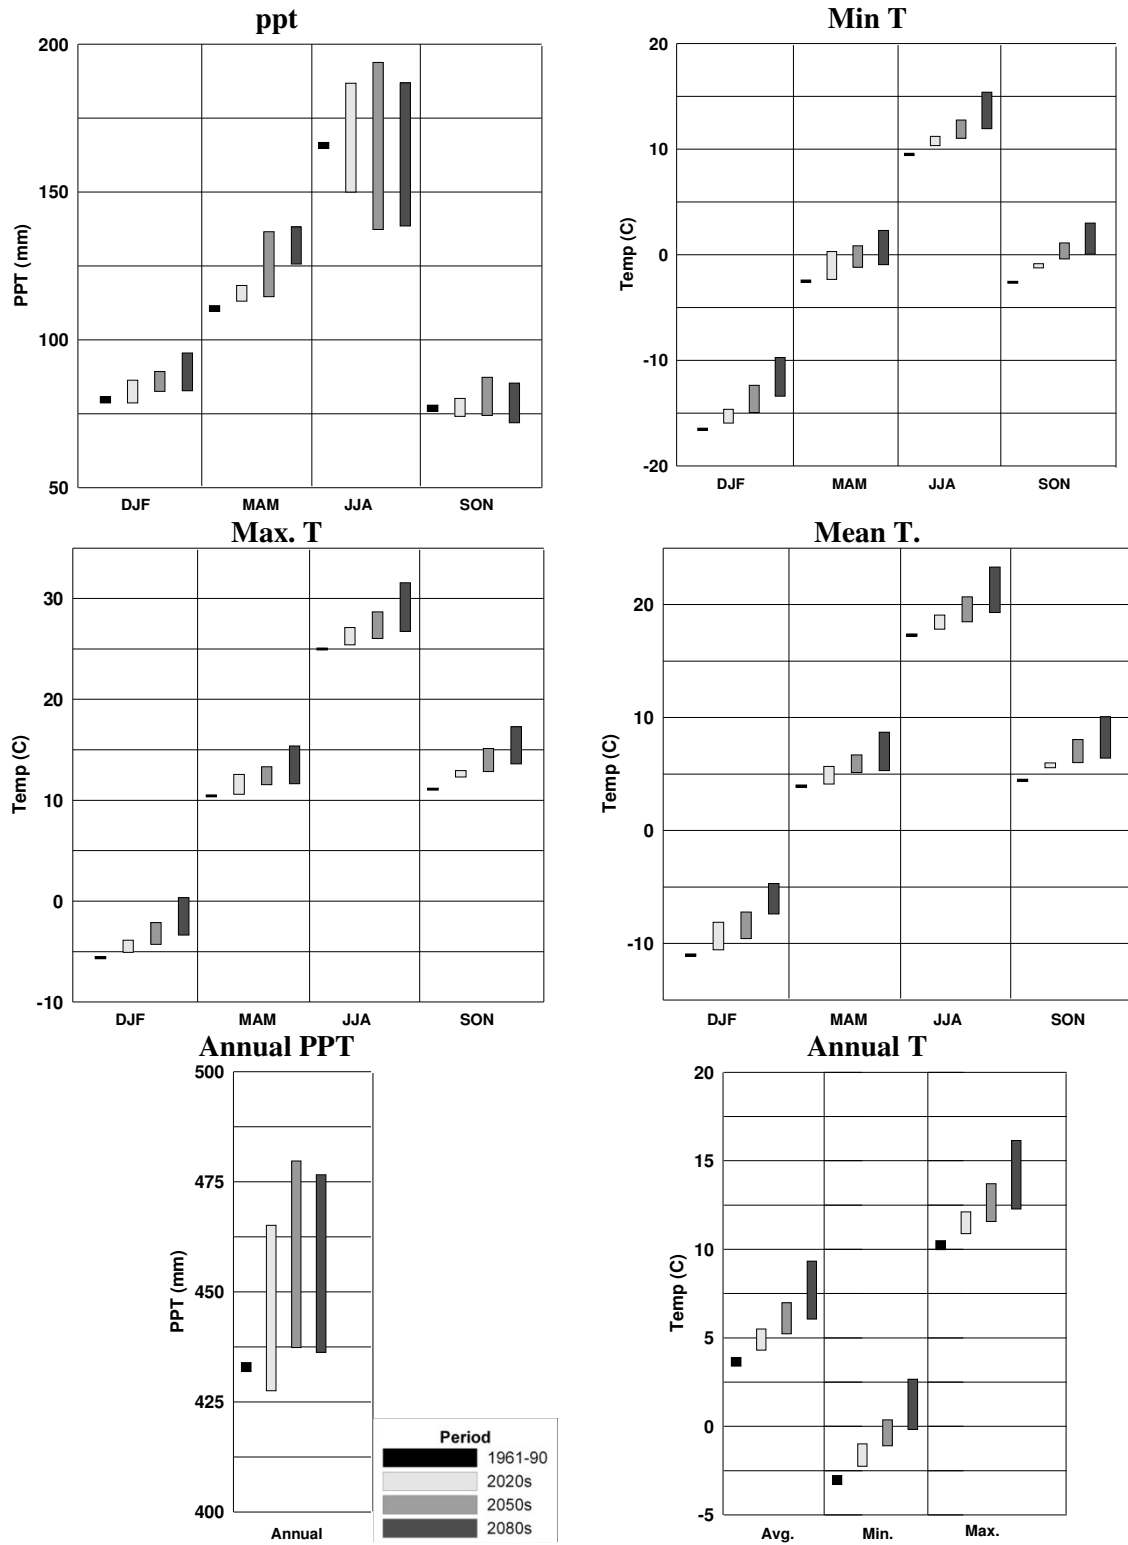 ppt
Min T
200
150
100
50
PPT (mm)
DJF
MAM
JJA
SON
20
10
0
-10
-20
Temp (C)
DJF
MAM
JJA
SON
Max. T
Mean T.
30
20
10
0
-10
Temp (C)
DJF
MAM
JJA
SON
20
10
0
-10
Temp (C)
DJF
MAM
JJA
SON
Annual PPT
Annual T
500
475
450
425
400
PPT (mm)
Annual
Period
1961-90
2020s
2050s
2080s
20
15
10
5
0
-5
Temp (C)
Avg.
Min.
Max.